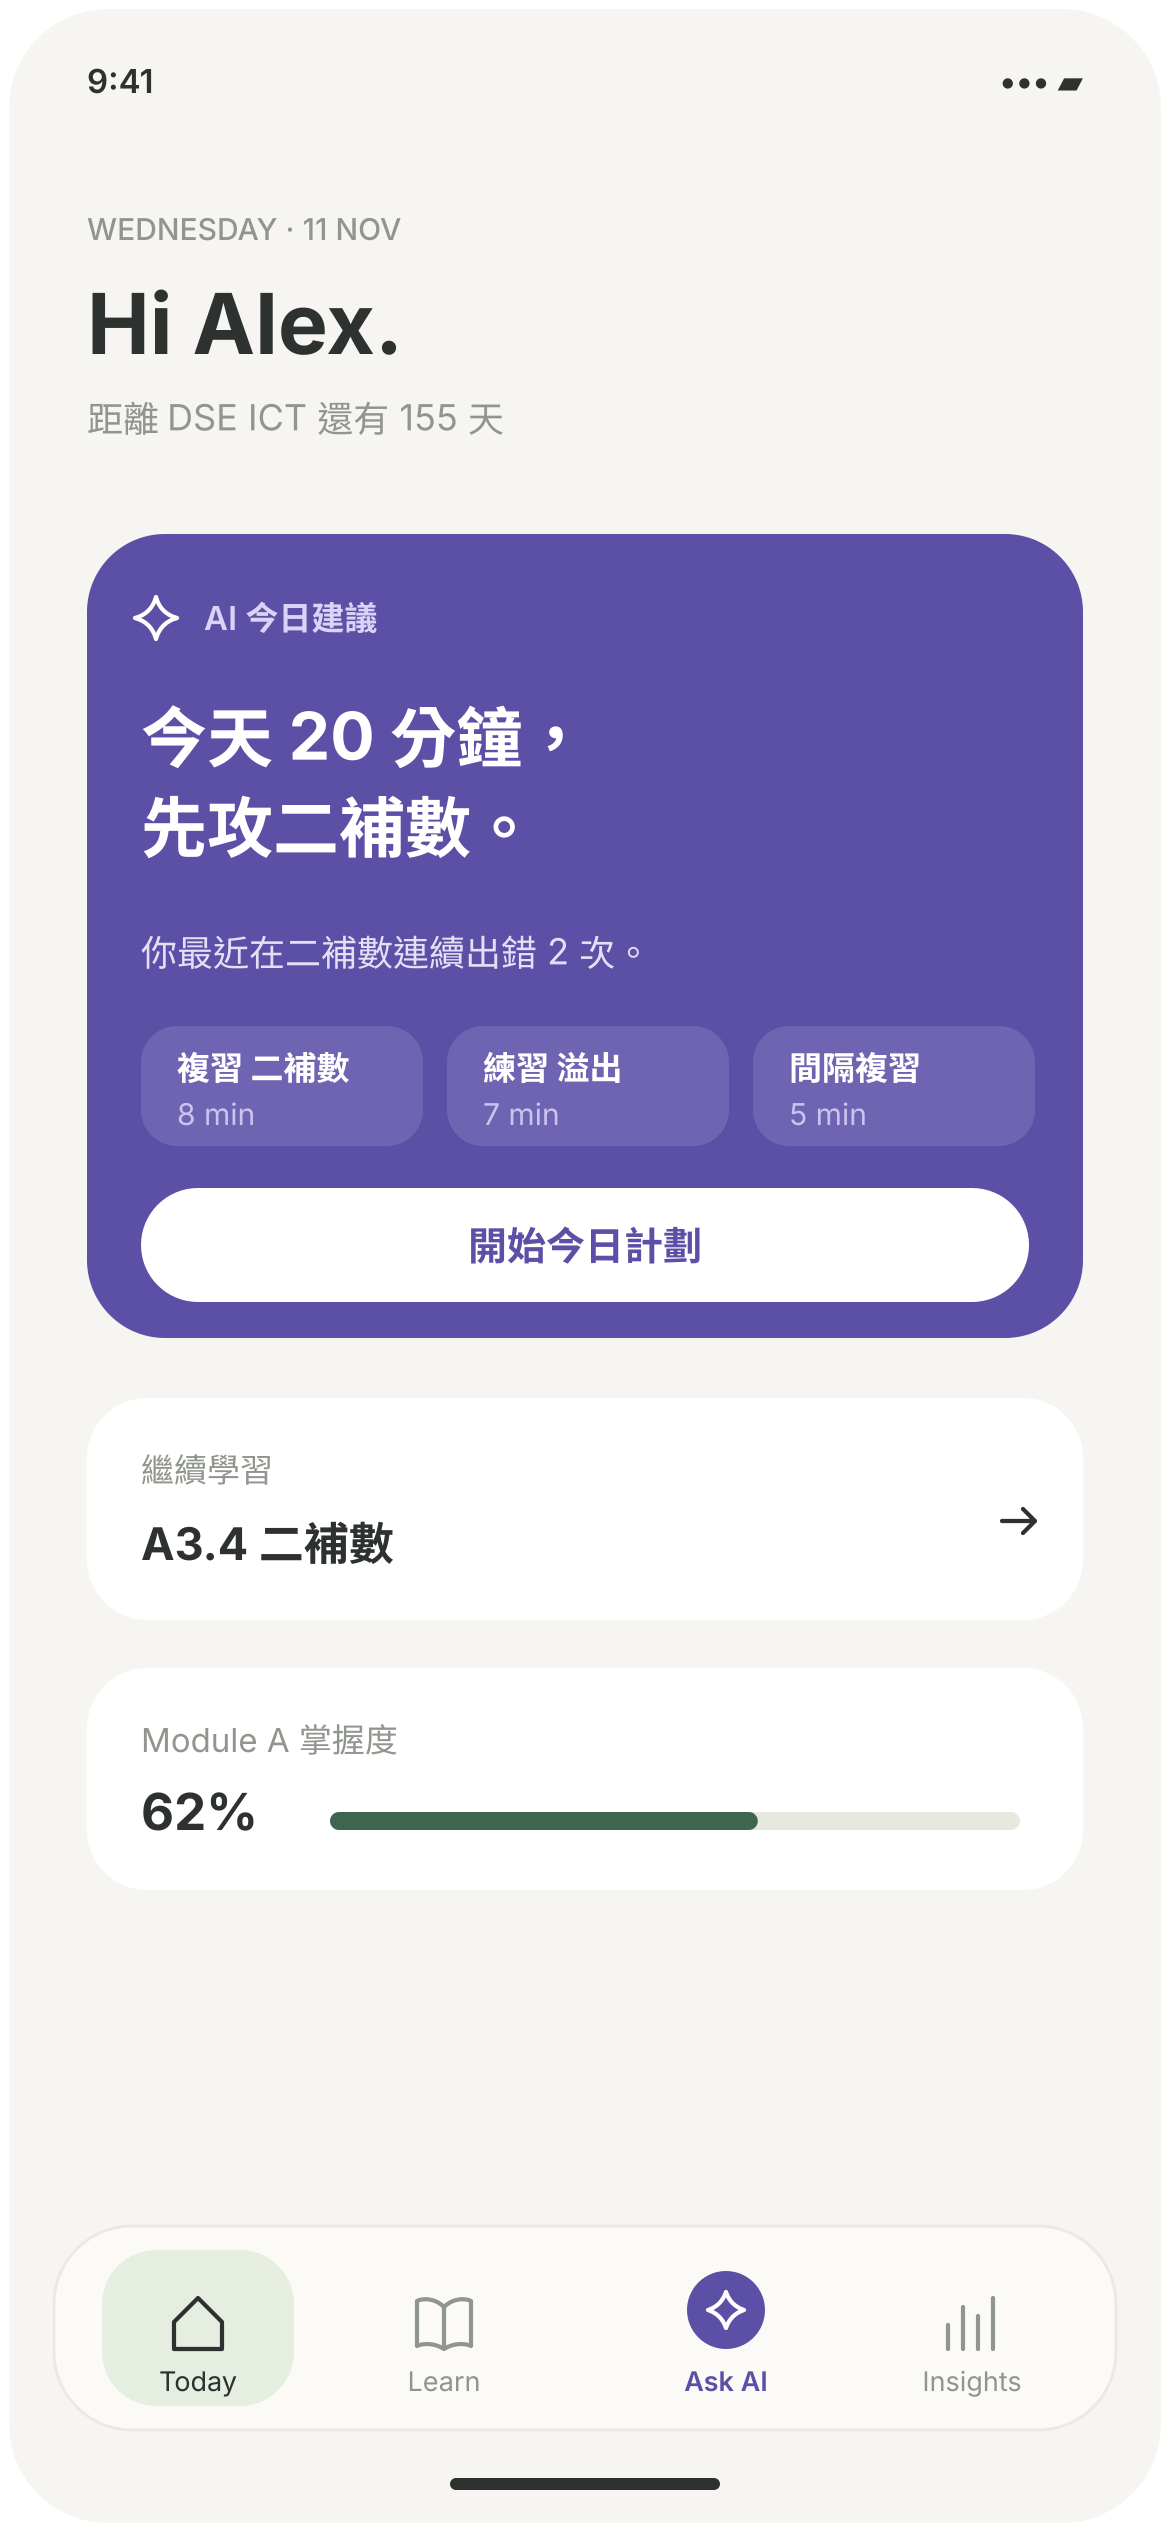 9:41
WEDNESDAY · 11 NOV
Hi Alex.
距離 DSE ICT 還有 155 天
AI 今日建議
今天 20 分鐘，
先攻二補數。
你最近在二補數連續出錯 2 次。
複習 二補數
8 min
練習 溢出
7 min
間隔複習
5 min
開始今日計劃
繼續學習
A3.4 二補數
Module A 掌握度
62%
Today
Learn
Ask AI
Insights